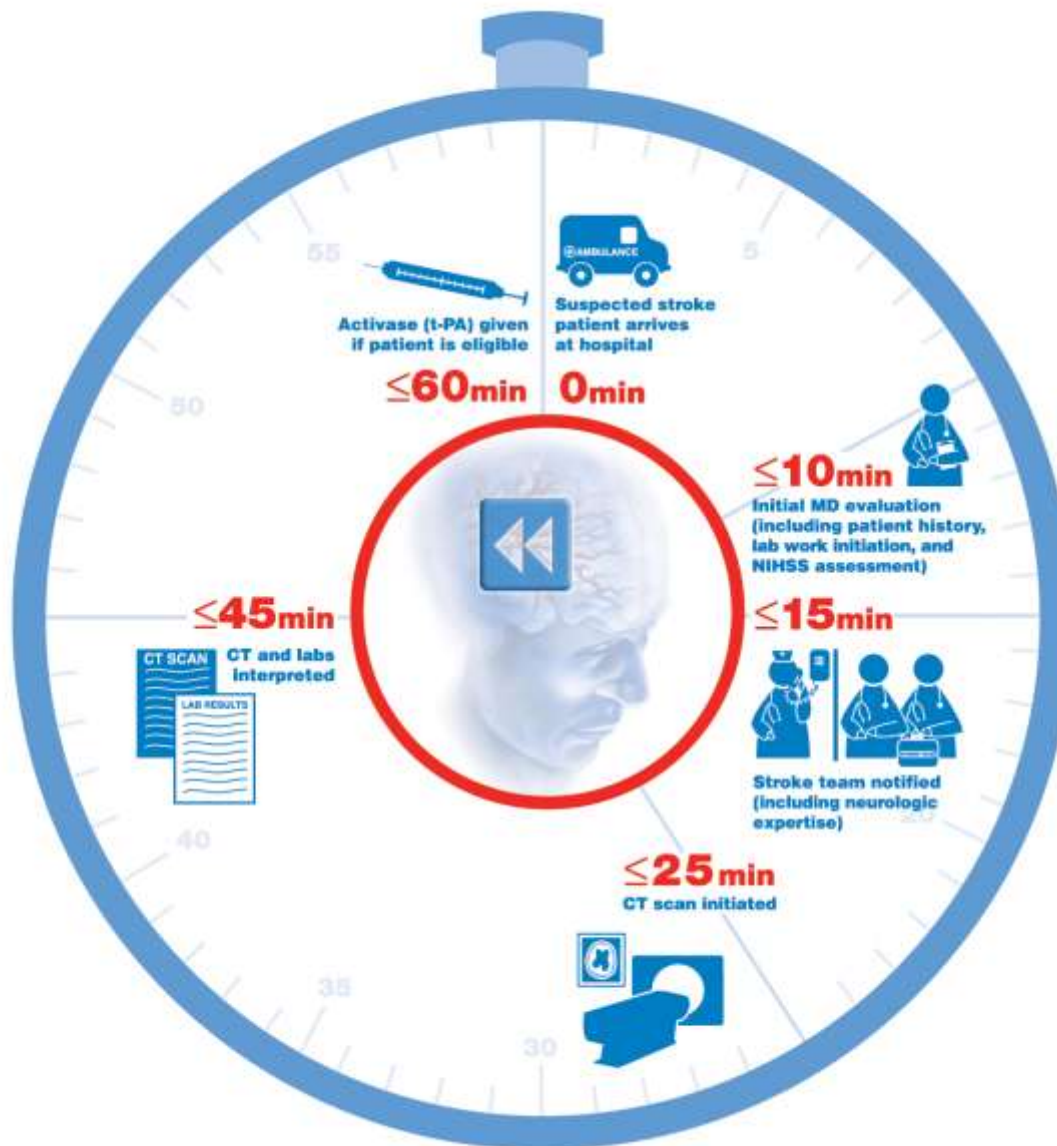 AMBULANCE
Suspected stroke
patient arrives
at hospital
0min
5
≤10min
Initial MD evaluation
(including patient history,
lab work initiation, and
NIHSS assessment)
≤15min
Stroke team notified
(including neurologic
expertise)
20
≤25min
CT scan initiated
30
35
40
≤45min
CT and labs
interpreted
CT SCAN
LAB RESULTS
50
55
Activase (t-PA) given
if patient is eligible
≤60min